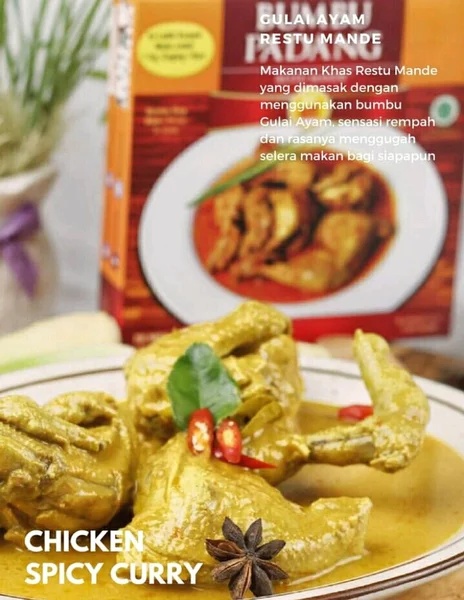 BUMBU
PADANG
GULAI AYAM
RESTU MANDE
Makanan Khas Restu Mande
yang dimasak dengan
menggunakan bumbu
Gulai Ayam, sensasi rempah
dan rasanya menggugah
selera makan bagi siapapun
CHICKEN
SPICY CURRY